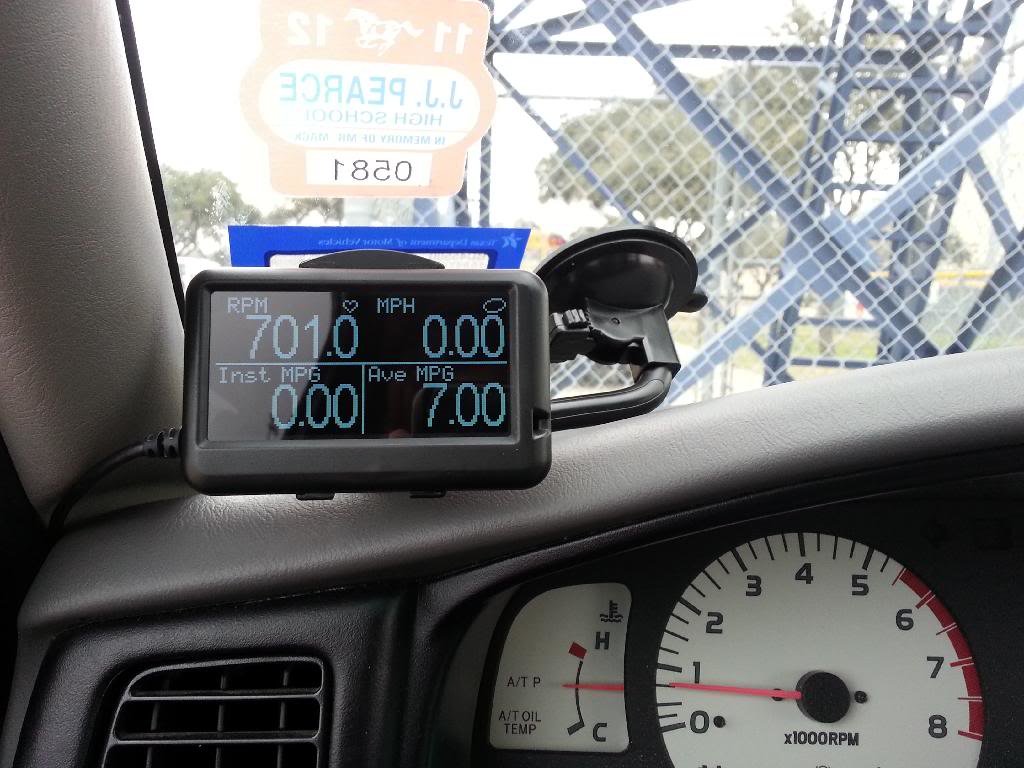 11 12
J.J. PEARCE
HIGH SCHOOL
IN MEMORY OF MR. MACK
0581
Texas Department of Motor Vehicles
RPM MPH
701.0 0.00
Inst MPG Ave MPG
0.00 7.00
H
A/T P
A/T OIL
TEMP
C
0 1 2 3 4 5 6 7 8
x1000RPM